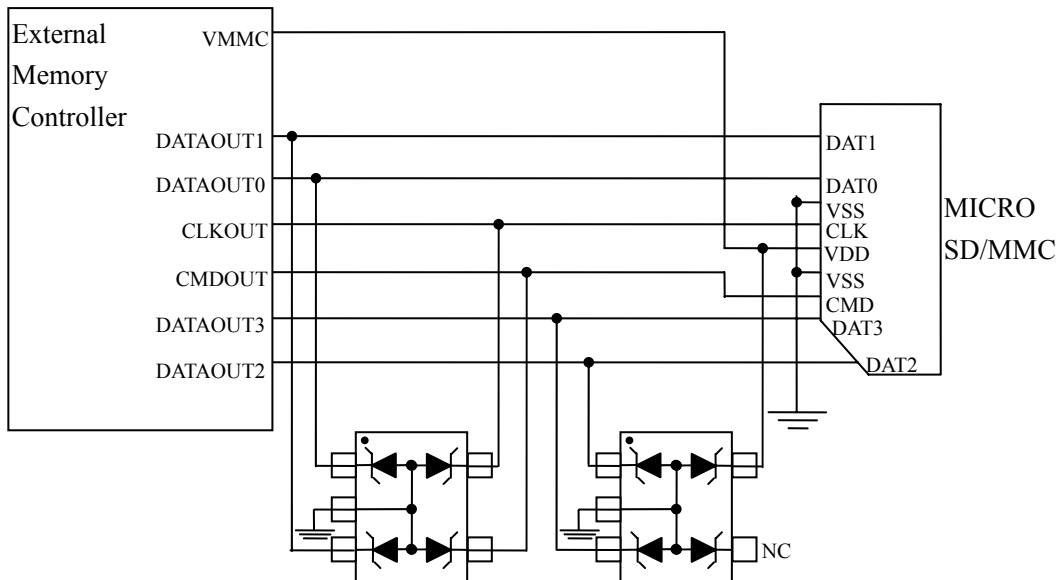 External
Memory
Controller
VMMC
DATAOUT1
DATAOUT0
CLKOUT
CMDOUT
DATAOUT3
DATAOUT2
DAT1
DAT0
VSS
CLK
VDD
VSS
CMD
DAT3
DAT2
MICRO
SD/MMC
NC